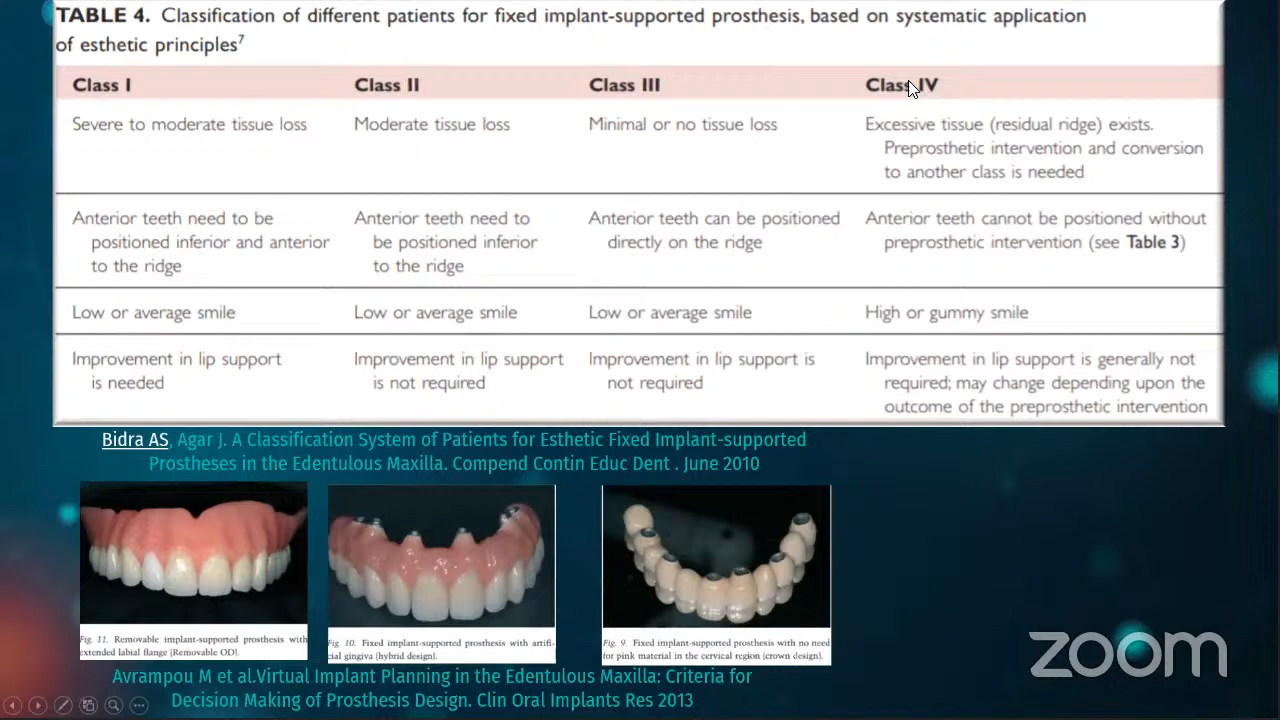 TABLE 4. Classification of different patients for fixed implant-supported prosthesis, based on systematic application
of esthetic principles7
Class I Class II Class III Class IV
Severe to moderate tissue loss
Moderate tissue loss
Minimal or no tissue loss
Excessive tissue (residual ridge) exists.
Preprosthetic intervention and conversion
to another class is needed
Anterior teeth need to be
positioned inferior and anterior
to the ridge
Anterior teeth need to
be positioned inferior
to the ridge
Anterior teeth can be positioned
directly on the ridge
Anterior teeth cannot be positioned without
preprosthetic intervention (see Table 3)
Low or average smile
Low or average smile
Low or average smile
High or gummy smile
Improvement in lip support
is needed
Improvement in lip support
is not required
Improvement in lip support is
not required
Improvement in lip support is generally not
required; may change depending upon the
outcome of the preprosthetic intervention
Bidra AS, Agar J. A Classification System of Patients for Esthetic Fixed Implant-supported
Prostheses in the Edentulous Maxilla. Compend Contin Educ Dent . June 2010
Fig. 11. Removable implant-supported prosthesis with
extended labial flange (Removable OD).
Fig. 10. Fixed implant-supported prosthesis with artifi-
cial gingiva (hybrid design).
Fig. 9. Fixed implant-supported prosthesis with no need
for pink material in the cervical region (crown design).
Avrampou M et al.Virtual Implant Planning in the Edentulous Maxilla: Criteria for
Decision Making of Prosthesis Design. Clin Oral Implants Res 2013
zoom